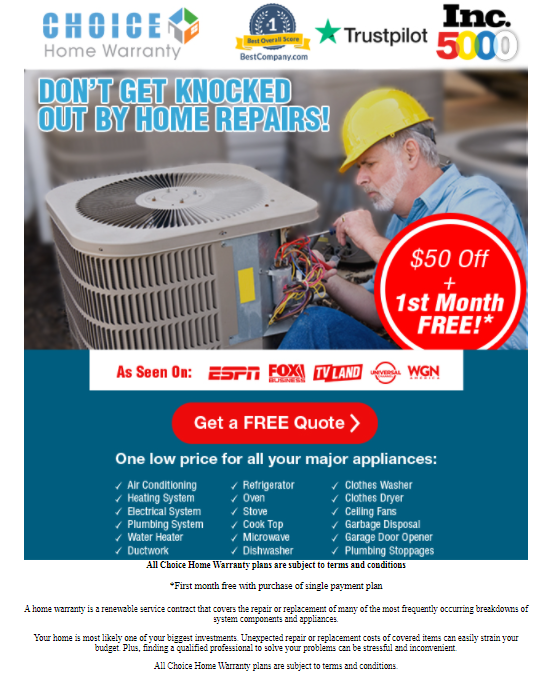 CHOICE
Home Warranty
1
Best Overall Score
BestCompany.com
Trustpilot
Inc.
5000
DON'T GET KNOCKED
OUT BY HOME REPAIRS!
$50 Off
+
1st Month
FREE!*
As Seen On:
ESPN
FOX
BUSINESS
TV LAND
UNIVERSAL
WGN
AMERICA
Get a FREE Quote
One low price for all your major appliances:
✓ Air Conditioning
✓ Heating System
✓ Electrical System
✓ Plumbing System
✓ Water Heater
✓ Ductwork
✓ Refrigerator
✓ Oven
✓ Stove
✓ Cook Top
✓ Microwave
✓ Dishwasher
✓ Clothes Washer
✓ Clothes Dryer
✓ Ceiling Fans
✓ Garbage Disposal
✓ Garage Door Opener
✓ Plumbing Stoppages
All Choice Home Warranty plans are subject to terms and conditions
*First month free with purchase of single payment plan
A home warranty is a renewable service contract that covers the repair or replacement of many of the most frequently occurring breakdowns of
system components and appliances.
Your home is most likely one of your biggest investments. Unexpected repair or replacement costs of covered items can easily strain your
budget. Plus, finding a qualified professional to solve your problems can be stressful and inconvenient.
All Choice Home Warranty plans are subject to terms and conditions.